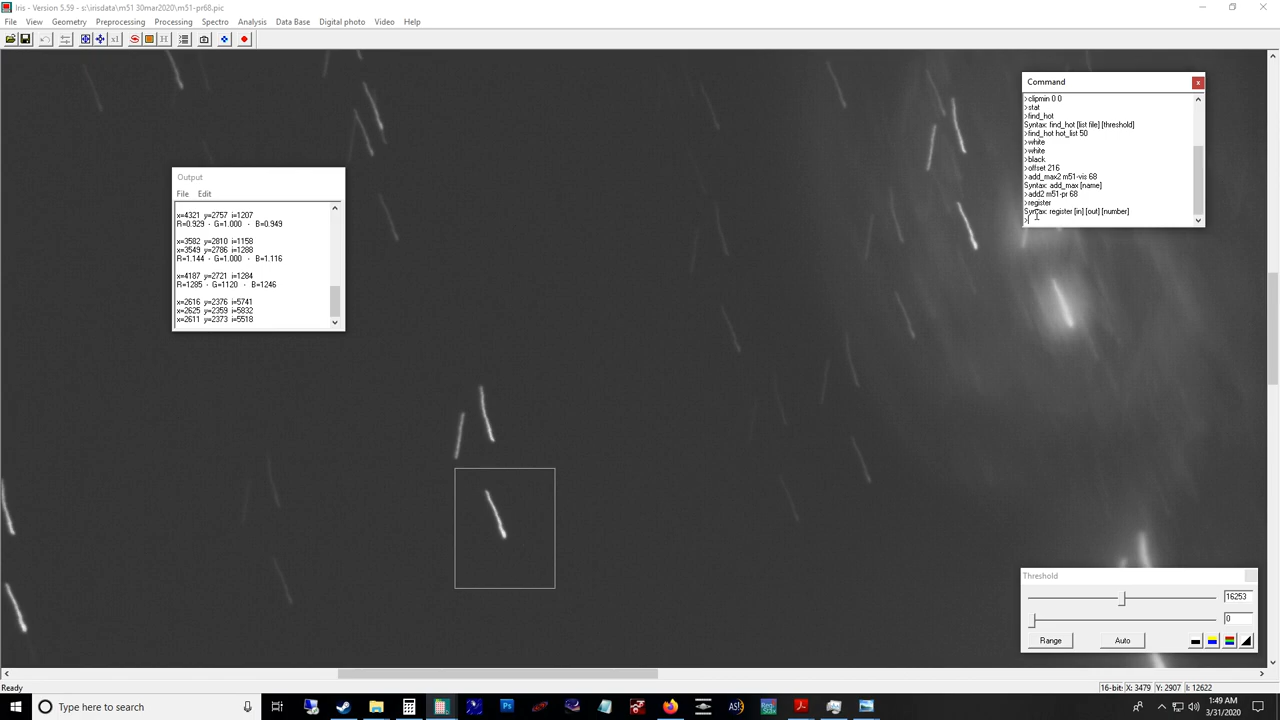 Iris - Version 5.59 - s:\irisdata\m51 30mar2020\m51-pr68.pic
File View Geometry Preprocessing Processing Spectro Analysis Data Base Digital photo Video Help
Command
>clipmin 0 0
>stat
>find_hot
Syntax: find_hot [list file] [threshold]
>find_hot hot_list 50
>white
>white
>black
>offset 216
>add_max2 m51-vis 68
Syntax: add_max [name]
>add2 m51-pr 68
>register
Syntax: register [in] [out] [number]
>
Output
File Edit
x=4321 y=2757 i=1207
R=0.929 - G=1.000 - B=0.949
x=3582 y=2810 i=1158
x=3549 y=2786 i=1288
R=1.144 - G=1.000 - B=1.116
x=4187 y=2721 i=1284
R=1285 - G=1120 - B=1246
x=2616 y=2376 i=5741
x=2625 y=2359 i=5832
x=2611 y=2373 i=5518
Threshold
16253
0
Range Auto
Ready
16-bit: X: 3479 Y: 2907 I: 12622
Type here to search
1:49 AM
3/31/2020